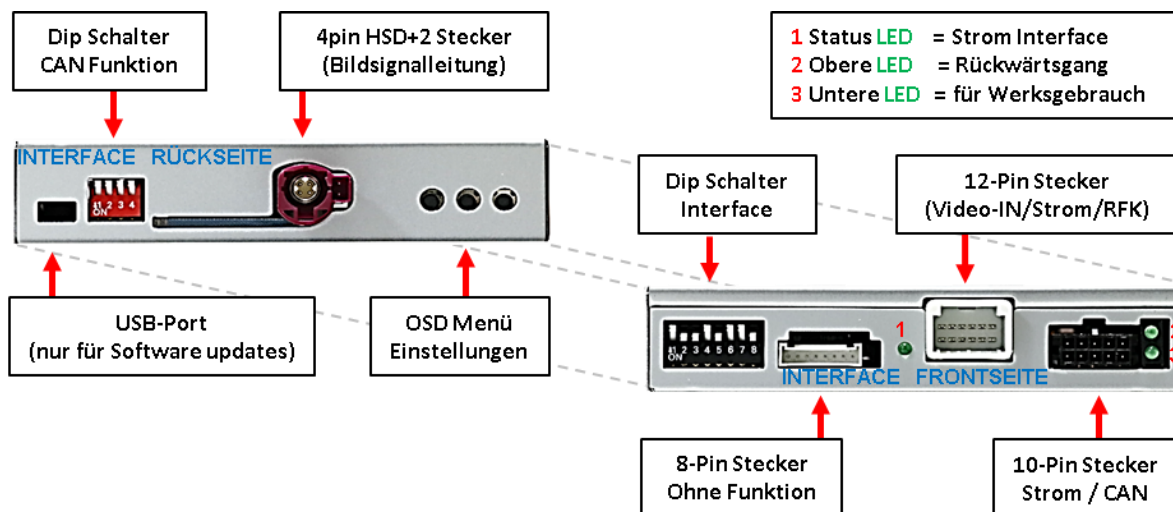 Dip Schalter
CAN Funktion
4pin HSD+2 Stecker
(Bildsignalleitung)
1 Status LED = Strom Interface
2 Obere LED = Rückwärtsgang
3 Untere LED = für Werksgebrauch
INTERFACE RÜCKSEITE
1 2 3 4
ON
Dip Schalter
Interface
12-Pin Stecker
(Video-IN/Strom/RFK)
USB-Port
(nur für Software updates)
OSD Menü
Einstellungen
1
1 2 3 4 5 6 7 8
ON
INTERFACE FRONTSEITE
8-Pin Stecker
Ohne Funktion
10-Pin Stecker
Strom / CAN